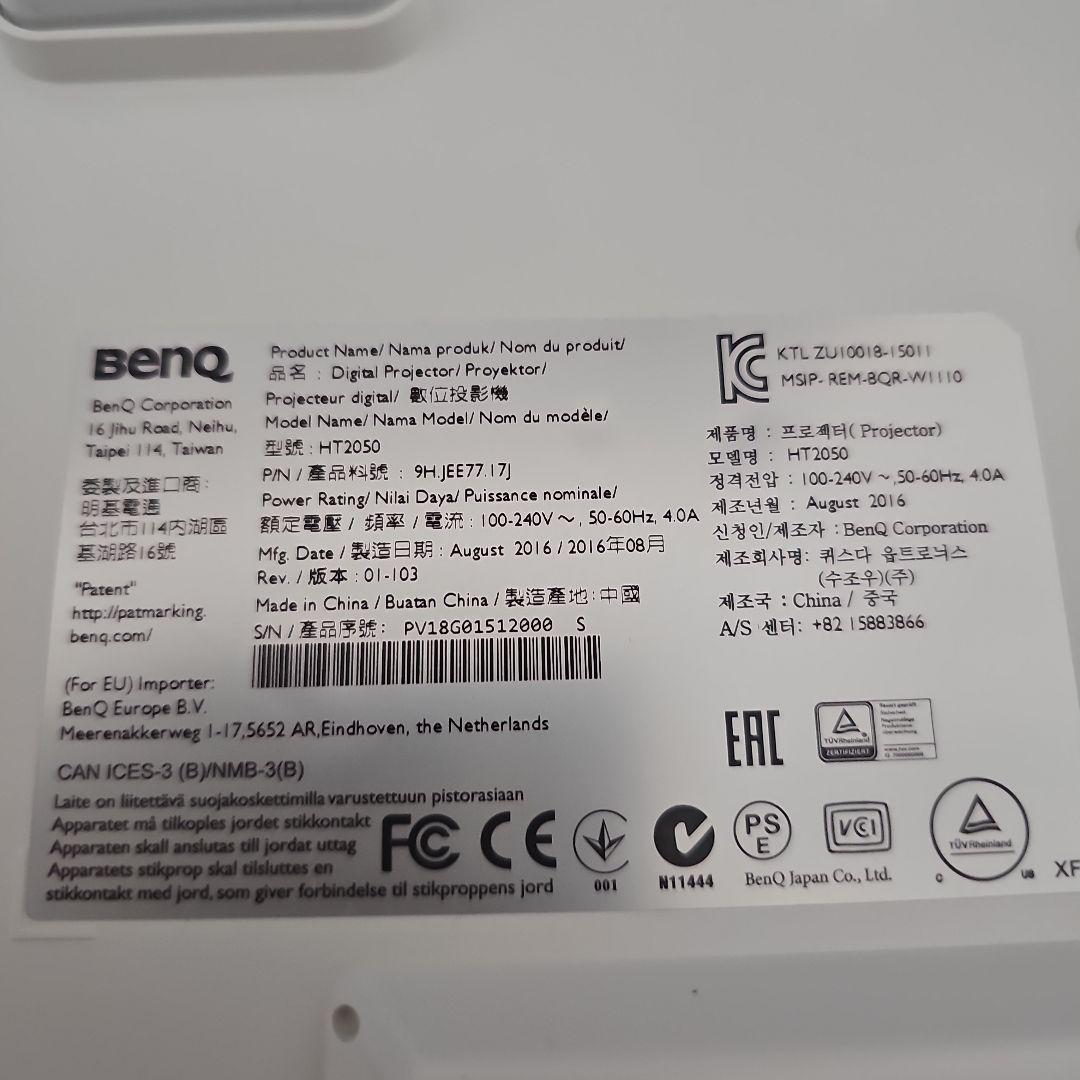 BenQ
BenQ Corporation
16 Jihu Road, Neihu,
Taipei 114, Taiwan
委製及進口商:
明基電通
台北市114內湖區
基湖路16號
"Patent"
http://patmarking.
benq.com/
(For EU) Importer:
BenQ Europe B.V.
Meerenakkerweg 1-17,5652 AR,Eindhoven, the Netherlands
CAN ICES-3 (B)/NMB-3(B)
Laite on liitettävä suojakoskettimilla varustettuun pistorasiaan
Apparatet må tilkoples jordet stikkontakt
Apparaten skall anslutas till jordat uttag
Apparatets stikprop skal tilsluttes en
stikkontakt med jord, som giver forbindelse til stikproppens jord
Product Name/ Nama produk/ Nom du produit/
品名 : Digital Projector/ Proyektor/
Projecteur digital/ 數位投影機
Model Name/ Nama Model/ Nom du modèle/
型號 : HT2050
P/N / 產品料號 : 9H.JEE77.17J
Power Rating/ Nilai Daya/ Puissance nominale/
額定電壓 / 頻率 / 電流 : 100-240V ~, 50-60Hz, 4.0A
Mfg. Date / 製造日期 : August 2016 / 2016年08月
Rev. / 版本 : 01-103
Made in China / Buatan China / 製造產地:中國
S/N / 產品序號: PV18G01512000 S
KTL ZU10018-15011
MSIP- REM-BQR-W1110
제품명 : 프로젝터( Projector)
모델명 : HT2050
정격전압 : 100-240V ~,50-60Hz, 4.0A
제조년월 : August 2016
신청인/제조자 : BenQ Corporation
제조회사명: 퀴스다 옵트로닉스
(수조우)(주)
제조국 : China / 중국
A/S 센터: +82 15883866
EAC
TÜVRheinland
ZERTIFIZIERT
FC CE
001
N11444
PS
E
BenQ Japan Co., Ltd.
VCI
TÜVRheinland
C US
XF